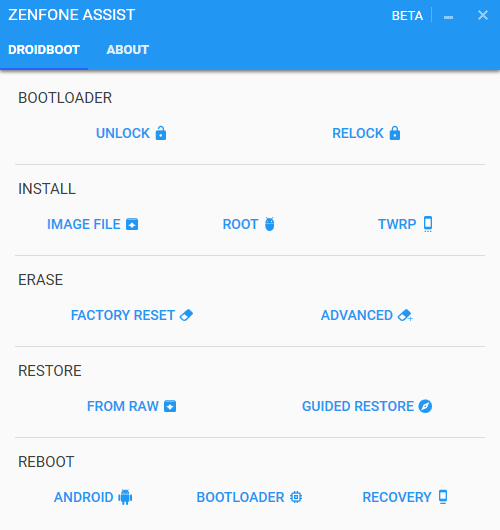 ZENFONE ASSIST BETA
DROIDBOOT ABOUT
BOOTLOADER
UNLOCK RELOCK
INSTALL
IMAGE FILE ROOT TWRP
ERASE
FACTORY RESET ADVANCED
RESTORE
FROM RAW GUIDED RESTORE
REBOOT
ANDROID BOOTLOADER RECOVERY